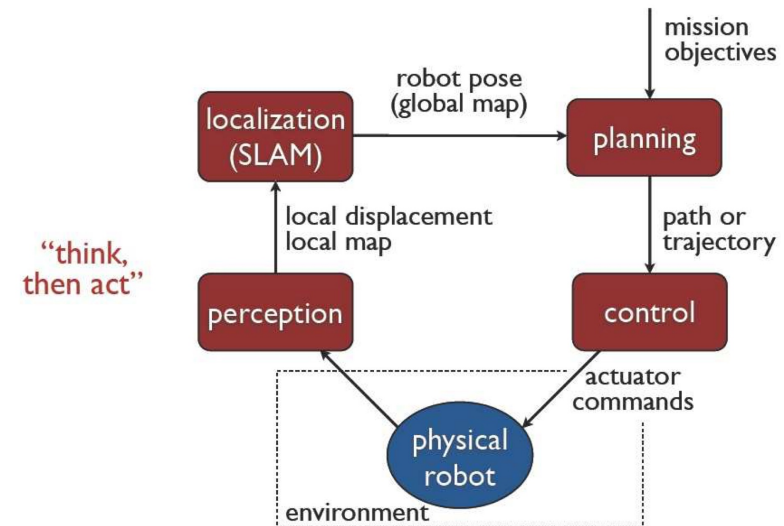 mission
objectives
robot pose
(global map)
localization
(SLAM)
planning
local displacement
local map
path or
trajectory
“think,
then act”
perception
control
actuator
commands
physical
robot
environment